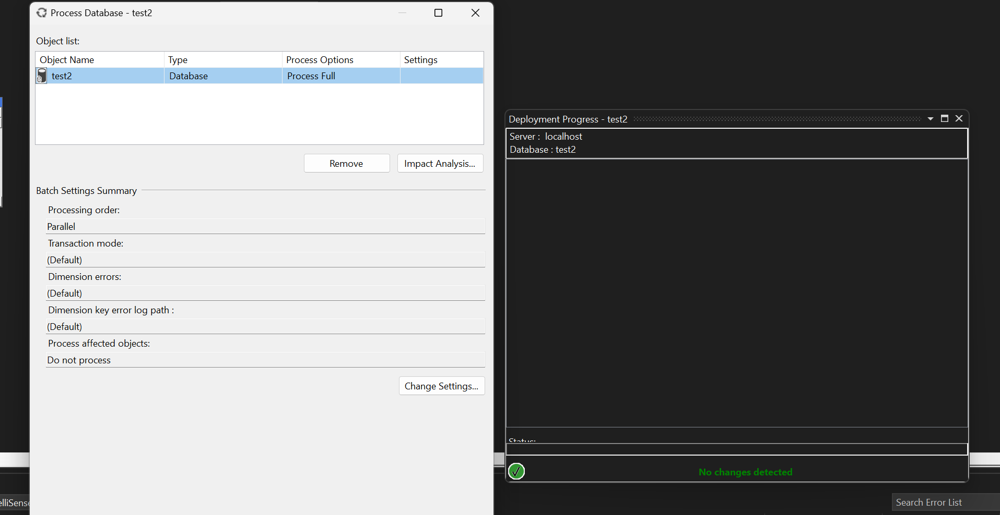 Process Database - test2
Object list:
Object Name Type Process Options Settings
test2 Database Process Full
Remove Impact Analysis...
Batch Settings Summary
Processing order:
Parallel
Transaction mode:
(Default)
Dimension errors:
(Default)
Dimension key error log path :
(Default)
Process affected objects:
Do not process
Change Settings...
Deployment Progress - test2
Server : localhost
Database : test2
Status:
No changes detected
elliSense
Search Error List